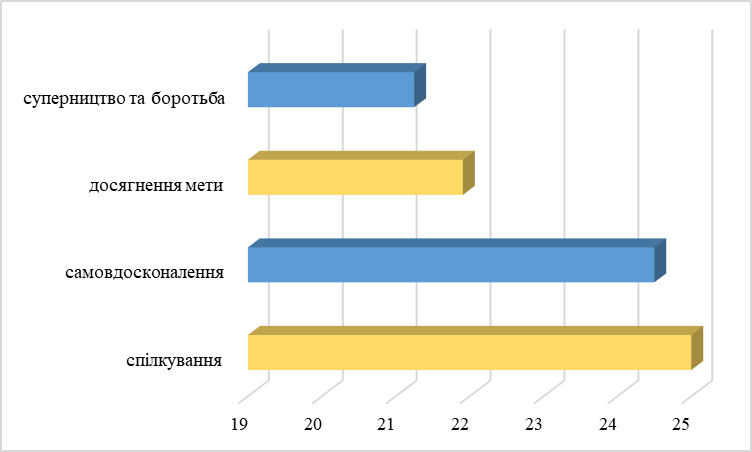 суперництво та боротьба
досягнення мети
самовдосконалення
спілкування
19 20 21 22 23 24 25